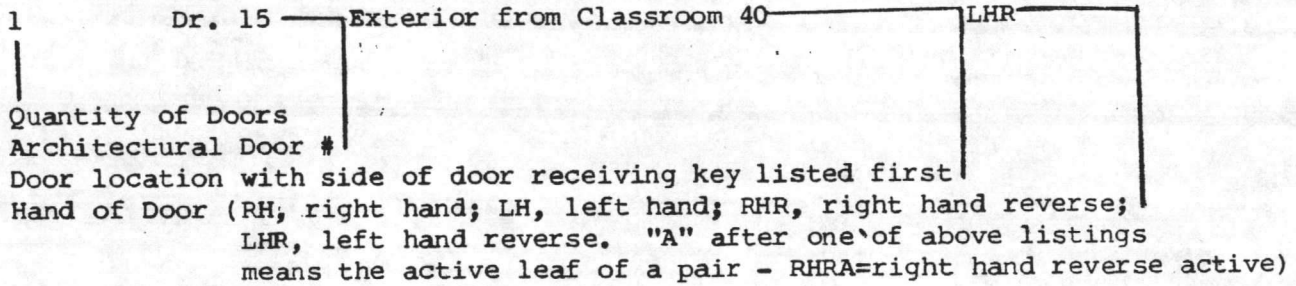 1 Dr. 15 Exterior from Classroom 40 LHR
Quantity of Doors
Architectural Door #
Door location with side of door receiving key listed first
Hand of Door (RH, right hand; LH, left hand; RHR, right hand reverse;
LHR, left hand reverse. "A" after one of above listings
means the active leaf of a pair - RHRA=right hand reverse active)